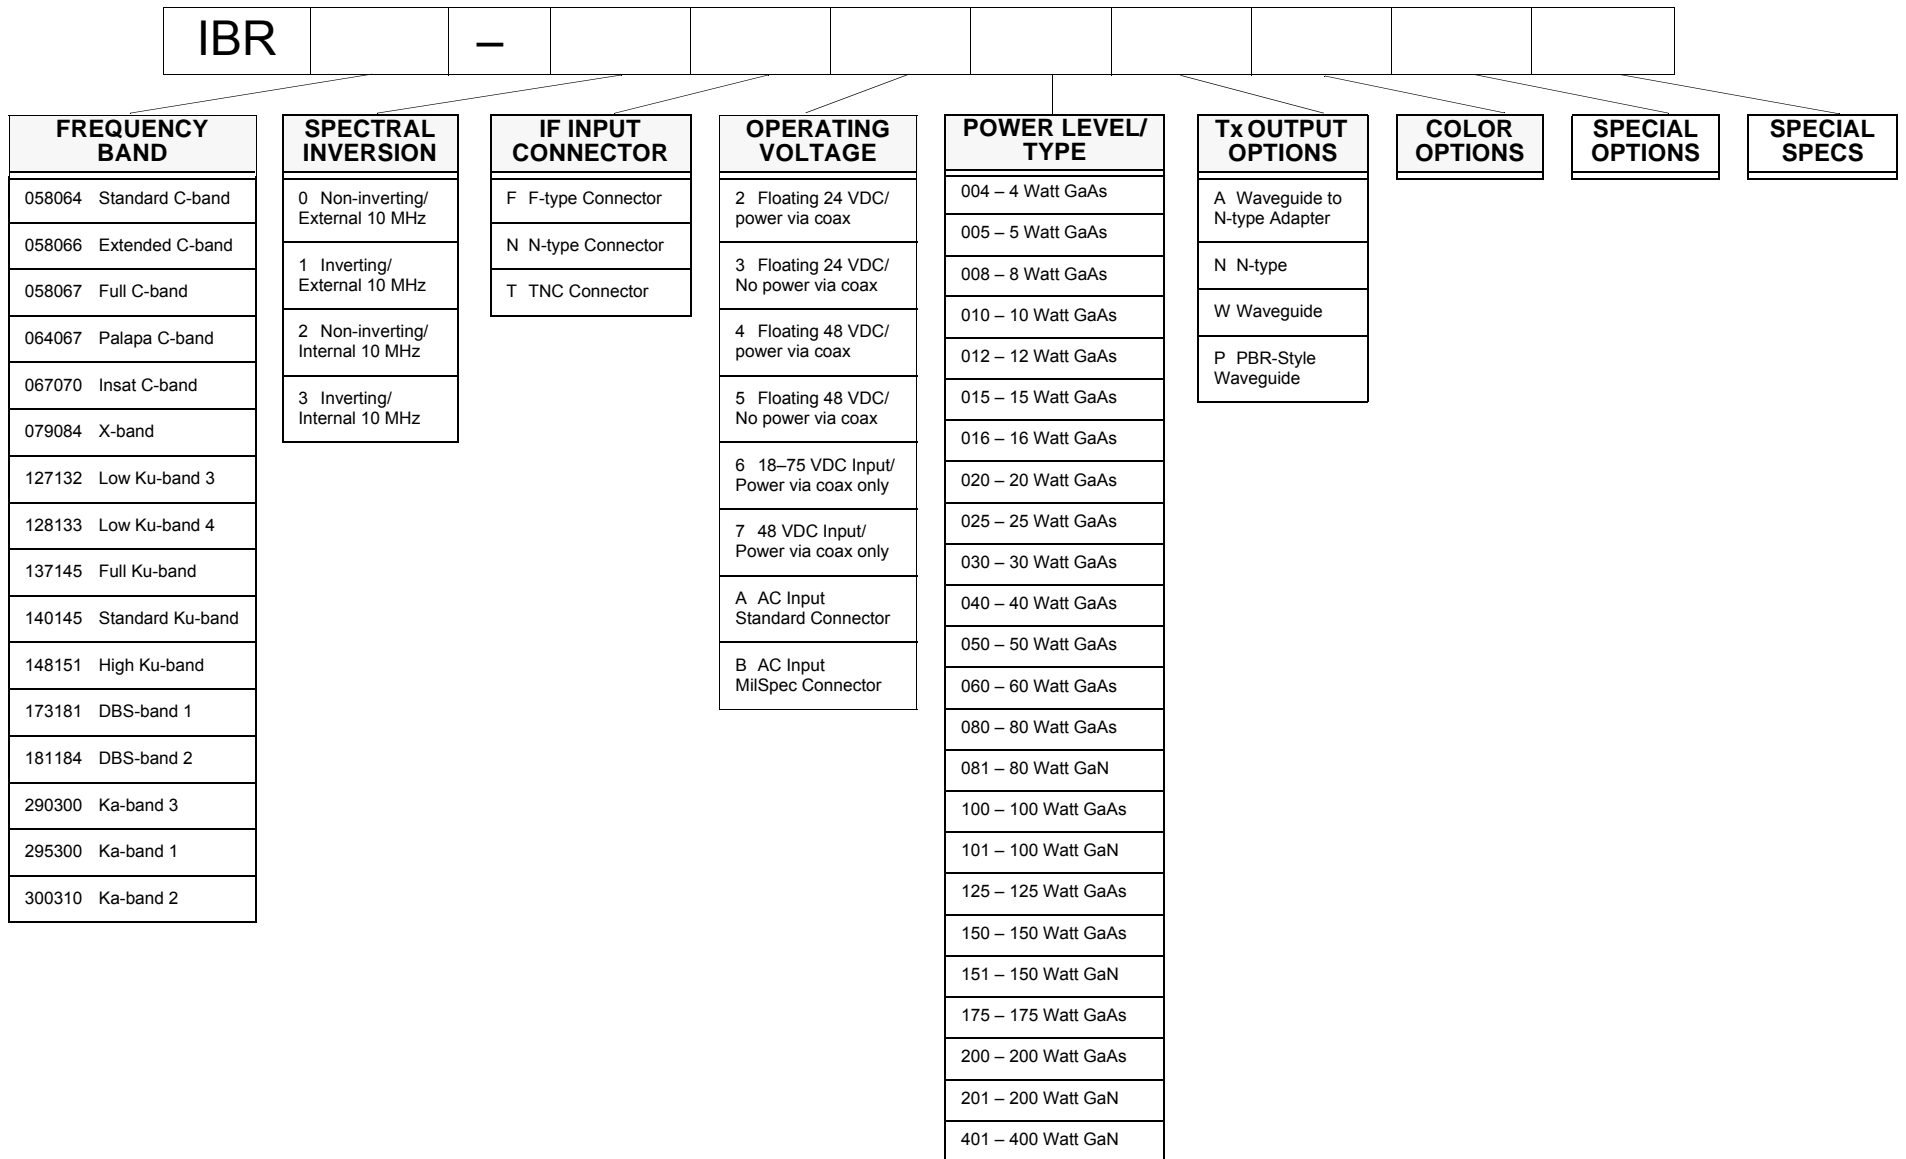 IBR
–
FREQUENCY
BAND
058064 Standard C-band
058066 Extended C-band
058067 Full C-band
064067 Palapa C-band
067070 Insat C-band
079084 X-band
127132 Low Ku-band 3
128133 Low Ku-band 4
137145 Full Ku-band
140145 Standard Ku-band
148151 High Ku-band
173181 DBS-band 1
181184 DBS-band 2
290300 Ka-band 3
295300 Ka-band 1
300310 Ka-band 2
SPECTRAL
INVERSION
0 Non-inverting/
External 10 MHz
1 Inverting/
External 10 MHz
2 Non-inverting/
Internal 10 MHz
3 Inverting/
Internal 10 MHz
IF INPUT
CONNECTOR
F F-type Connector
N N-type Connector
T TNC Connector
OPERATING
VOLTAGE
2 Floating 24 VDC/
power via coax
3 Floating 24 VDC/
No power via coax
4 Floating 48 VDC/
power via coax
5 Floating 48 VDC/
No power via coax
6 18–75 VDC Input/
Power via coax only
7 48 VDC Input/
Power via coax only
A AC Input
Standard Connector
B AC Input
MilSpec Connector
POWER LEVEL/
TYPE
004 – 4 Watt GaAs
005 – 5 Watt GaAs
008 – 8 Watt GaAs
010 – 10 Watt GaAs
012 – 12 Watt GaAs
015 – 15 Watt GaAs
016 – 16 Watt GaAs
020 – 20 Watt GaAs
025 – 25 Watt GaAs
030 – 30 Watt GaAs
040 – 40 Watt GaAs
050 – 50 Watt GaAs
060 – 60 Watt GaAs
080 – 80 Watt GaAs
081 – 80 Watt GaN
100 – 100 Watt GaAs
101 – 100 Watt GaN
125 – 125 Watt GaAs
150 – 150 Watt GaAs
151 – 150 Watt GaN
175 – 175 Watt GaAs
200 – 200 Watt GaAs
201 – 200 Watt GaN
401 – 400 Watt GaN
Tx OUTPUT
OPTIONS
A Waveguide to
N-type Adapter
N N-type
W Waveguide
P PBR-Style
Waveguide
COLOR
OPTIONS
SPECIAL
OPTIONS
SPECIAL
SPECS